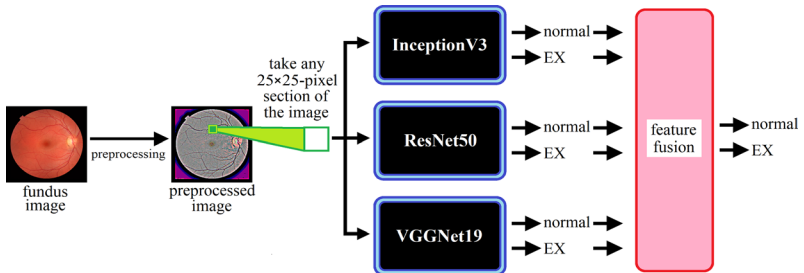 fundus
image
preprocessing
preprocessed
image
take any
25×25-pixel
section of
the image
InceptionV3
normal
EX
ResNet50
normal
EX
VGGNet19
normal
EX
feature
fusion
normal
EX